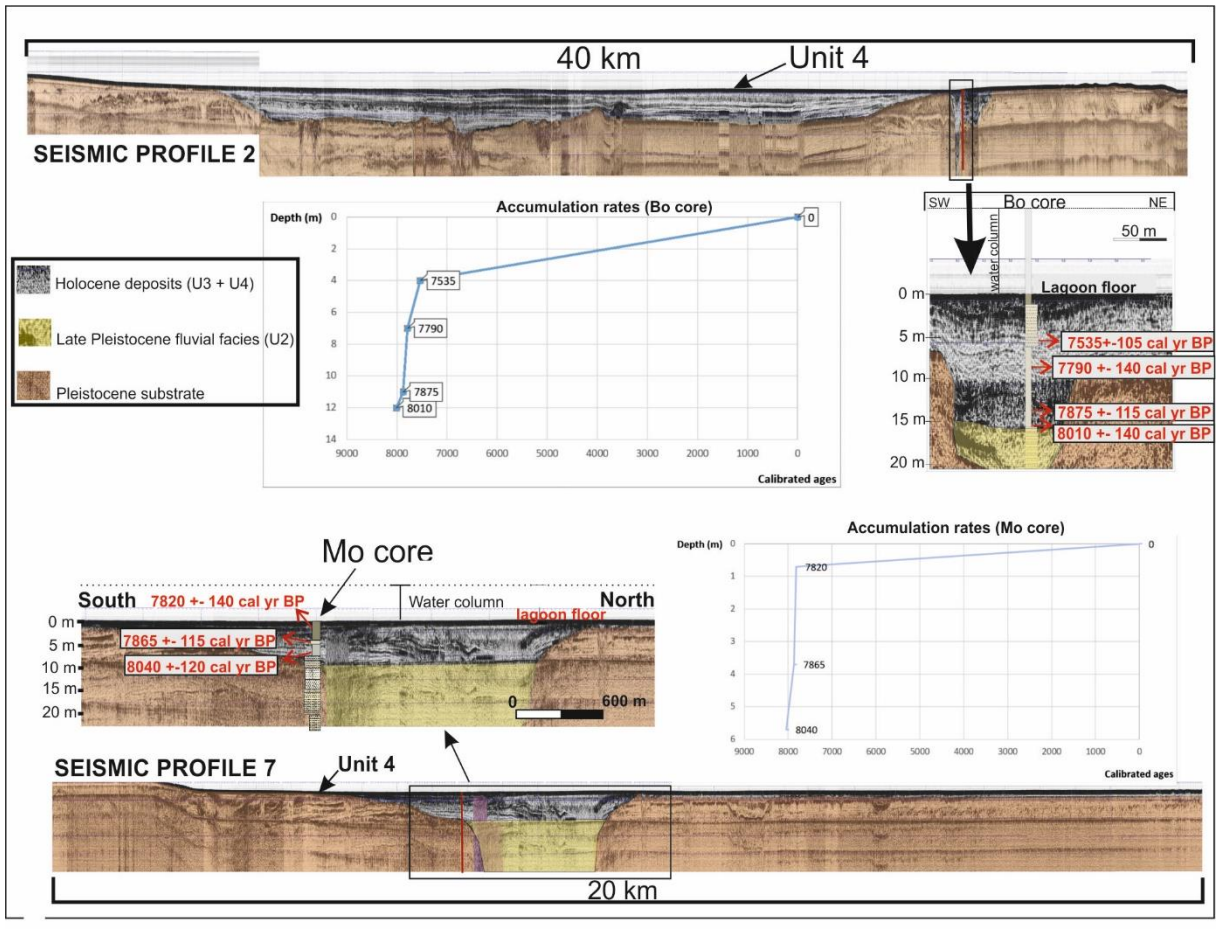 40 km
Unit 4
SEISMIC PROFILE 2
Accumulation rates (Bo core)
Depth (m)
0
2
4
6
8
10
12
14
0
7535
7790
7875
8010
9000 8000 7000 6000 5000 4000 3000 2000 1000 0
Calibrated ages
Holocene deposits (U3 + U4)
Late Pleistocene fluvial facies (U2)
Pleistocene substrate
SW Bo core NE
water column
50 m
Lagoon floor
0 m
5 m
10 m
15 m
20 m
7535+-105 cal yr BP
7790 +- 140 cal yr BP
7875 +- 115 cal yr BP
8010 +- 140 cal yr BP
Mo core
South 7820 +- 140 cal yr BP Water column North
lagoon floor
0 m
5 m
10 m
15 m
20 m
7865 +- 115 cal yr BP
8040 +-120 cal yr BP
0 600 m
Accumulation rates (Mo core)
Depth (m)
0
1
2
3
4
5
6
0
7820
7865
8040
9000 8000 7000 6000 5000 4000 3000 2000 1000 0
Calibrated ages
SEISMIC PROFILE 7
Unit 4
20 km